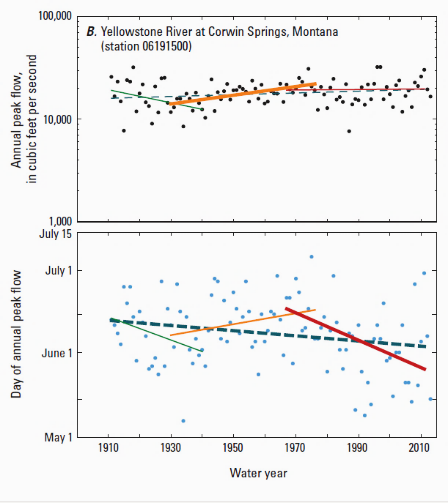 100,000
B. Yellowstone River at Corwin Springs, Montana
(station 06191500)
Annual peak flow,
in cubic feet per second
10,000
1,000
July 15
July 1
Day of annual peak flow
June 1
May 1
1910 1930 1950 1970 1990 2010
Water year